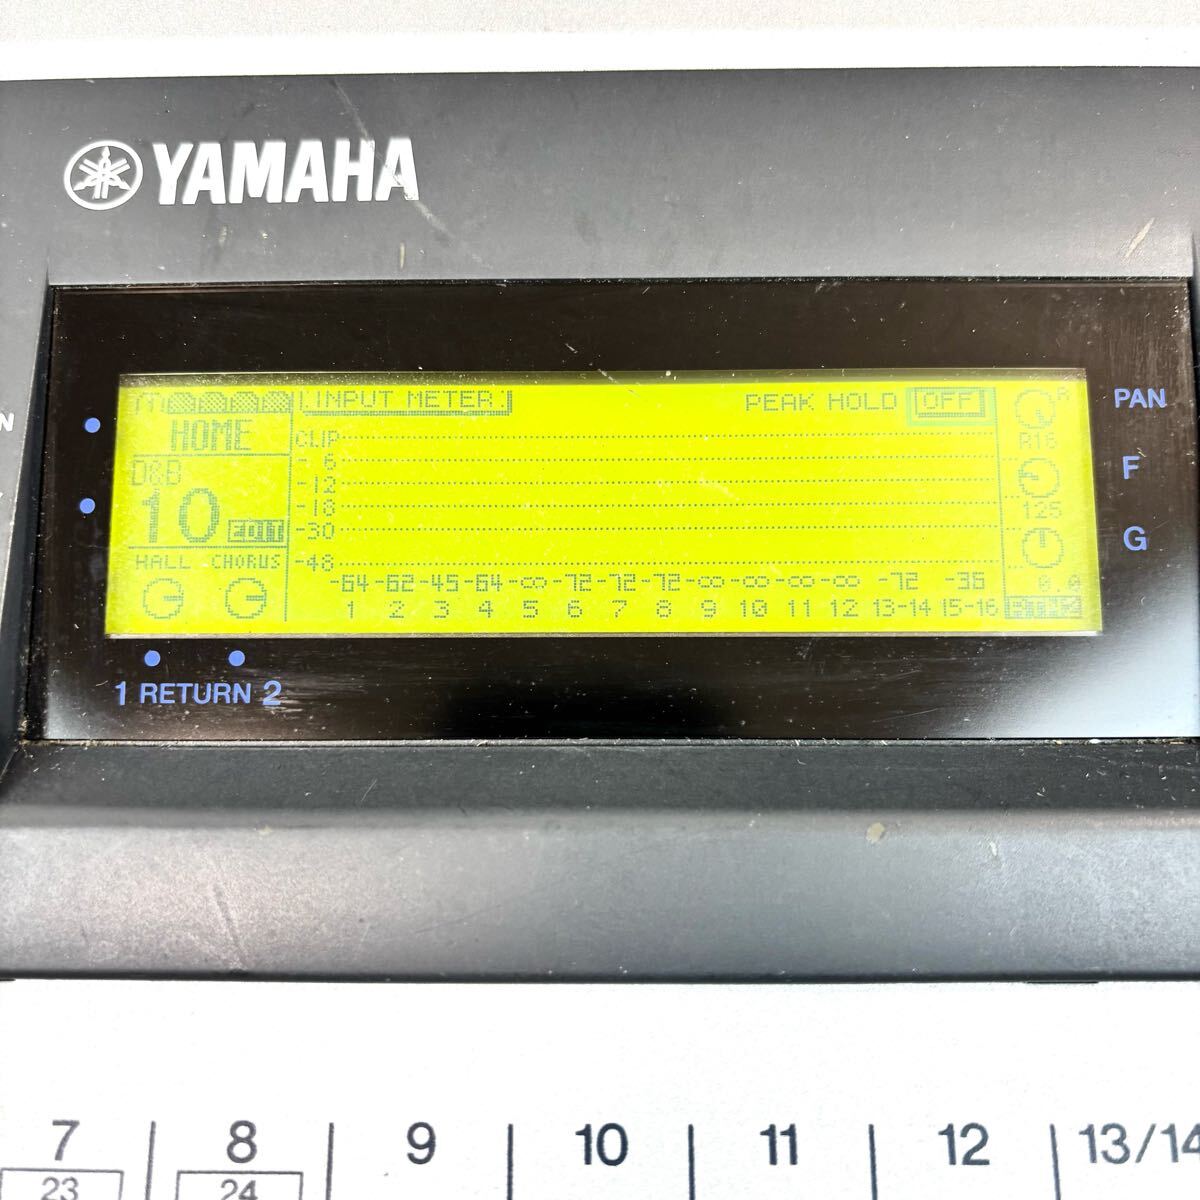 YAMAHA
N
INPUT METER
PEAK HOLD OFF
HOME
CLIP
R16
PAN
- 6
D&B
-12
F
10 EDIT
-18
125
-30
G
HALL CHORUS
-48
-64 -62 -45 -64 -∞ -72 -72 -72 -∞ -∞ -∞ -∞ -72 -36
0.0
1 2 3 4 5 6 7 8 9 10 11 12 13-14 15-16
1 RETURN 2
7 8 9 10 11 12 13/14
23 24